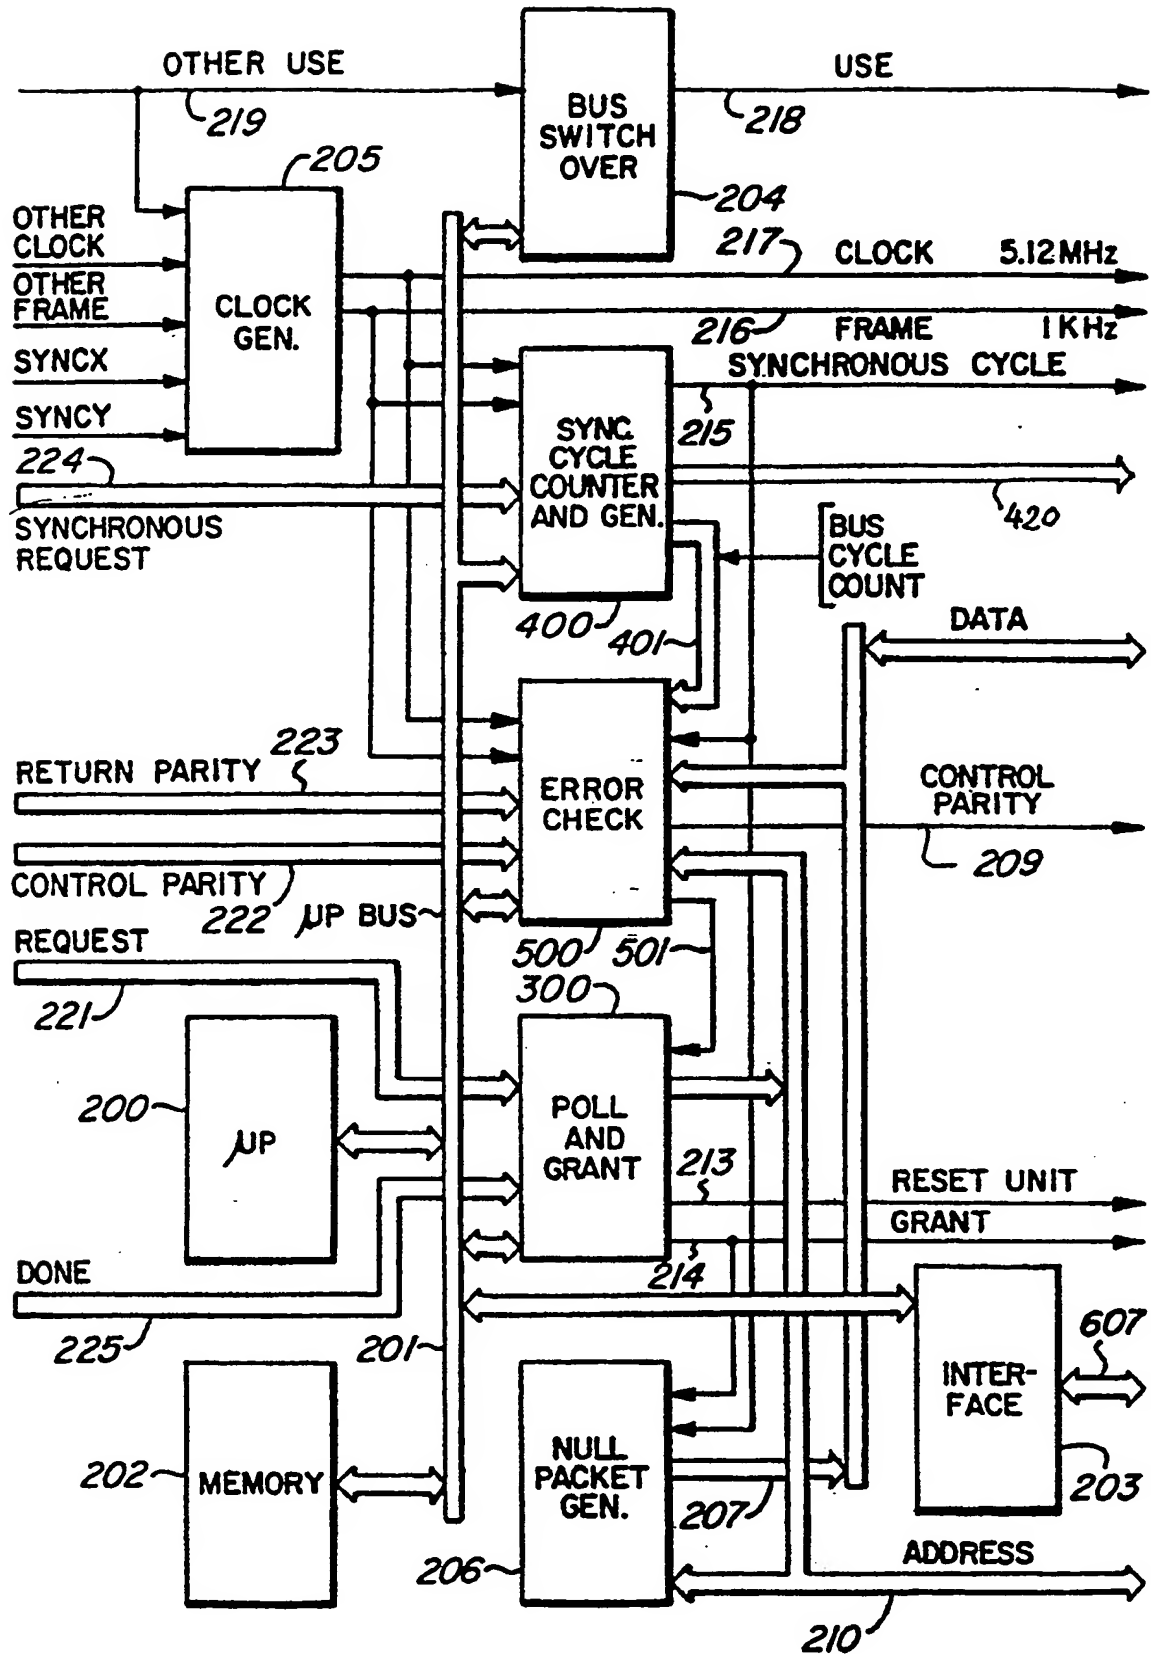 OTHER USE
219
BUS
SWITCH
OVER
204
USE
218
205
OTHER
CLOCK
OTHER
FRAME
SYNCX
SYNCY
CLOCK
GEN.
217
CLOCK 5.12MHz
216
FRAME 1KHz
SYNCHRONOUS CYCLE
215
224
SYNCHRONOUS
REQUEST
SYNC.
CYCLE
COUNTER
AND GEN.
400
420
BUS
CYCLE
COUNT
401
DATA
223
RETURN PARITY
ERROR
CHECK
CONTROL
PARITY
209
CONTROL PARITY
222
μP BUS
500
501
REQUEST
221
300
200
μP
POLL
AND
GRANT
213
RESET UNIT
GRANT
214
DONE
225
201
INTER-
FACE
607
203
202
MEMORY
NULL
PACKET
GEN.
206
207
ADDRESS
210